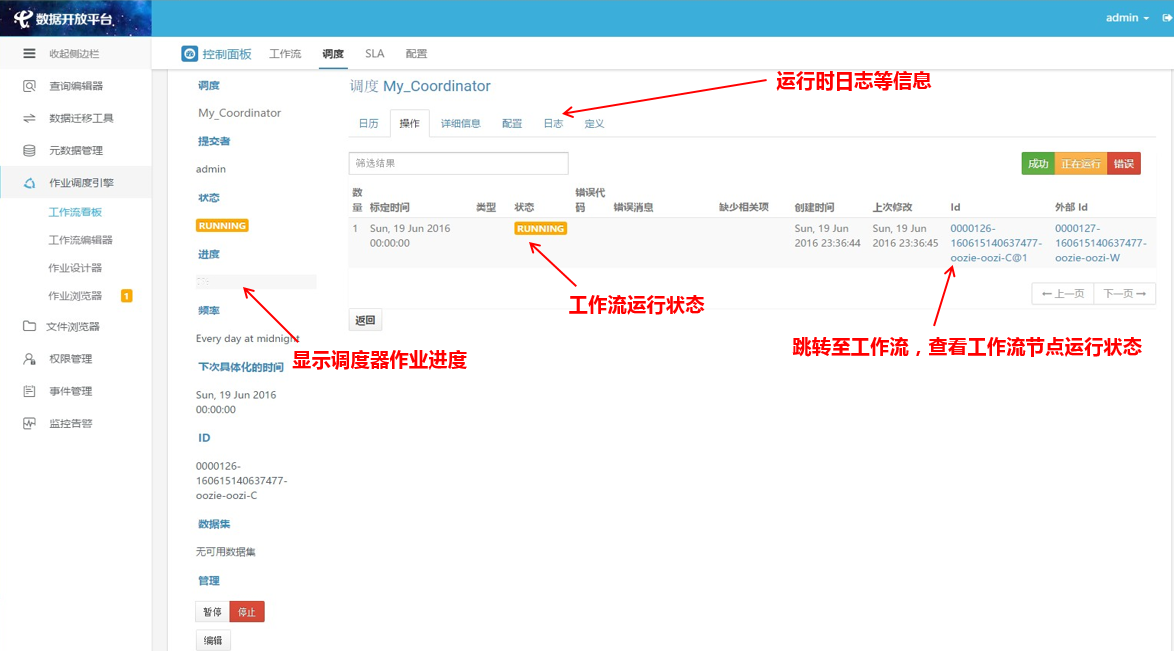 数据开放平台
admin
收起侧边栏
查询编辑器
数据迁移工具
元数据管理
作业调度引擎
工作流看板
工作流编辑器
作业设计器
作业浏览器 1
文件浏览器
权限管理
事件管理
监控告警
控制面板 工作流 调度 SLA 配置
调度
My_Coordinator
提交者
admin
状态
RUNNING
进度
频率
Every day at midnight
下次具体化的时间
Sun, 19 Jun 2016
00:00:00
ID
0000126-
160615140637477-
oozie-oozi-C
数据集
无可用数据集
管理
暂停 停止
编辑
调度 My_Coordinator
运行时日志等信息
日历 操作 详细信息 配置 日志 定义
筛选结果
成功 正在运行 错误
数量 标定时间 类型 状态 错误代码 错误消息 缺少相关项 创建时间 上次修改 Id 外部 Id
1 Sun, 19 Jun 2016 RUNNING Sun, 19 Jun Sun, 19 Jun 0000126- 0000127-
00:00:00 2016 23:36:44 2016 23:36:45 160615140637477- 160615140637477-
oozie-oozi-C@1 oozie-oozi-W
←上一页 下一页→
返回
工作流运行状态
显示调度器作业进度
跳转至工作流，查看工作流节点运行状态